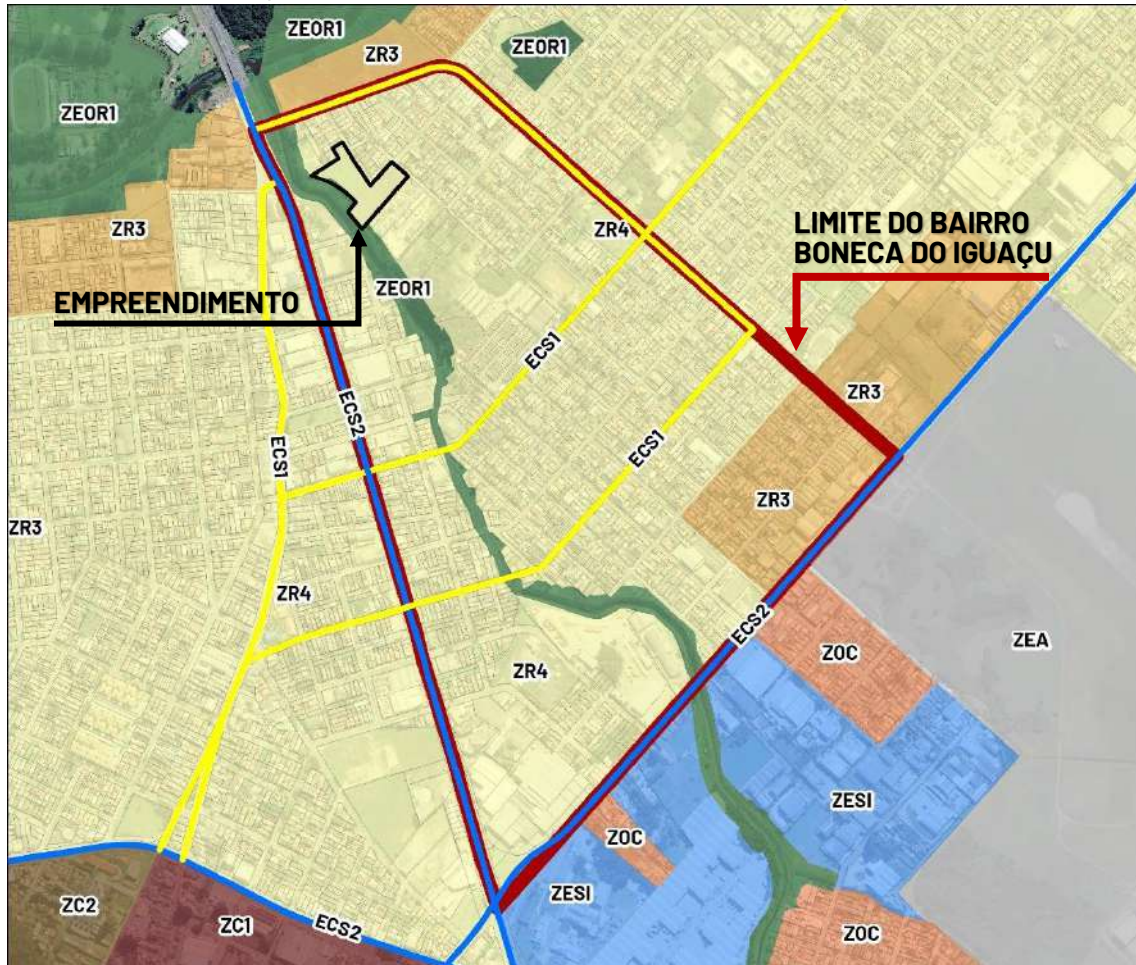 ZEOR1
ZR3
ZEOR1
ZEOR1
ZR3
ZR4
LIMITE DO BAIRRO
BONECA DO IGUAÇU
EMPREENDIMENTO
ZEOR1
ECS1
ZR3
ECS2
ECS1
ECS1
ZR3
ZR3
ZR4
ECS2
ZR4
ZOC
ZEA
ZESI
ZOC
ZESI
ZC2
ZC1
ECS2
ZOC